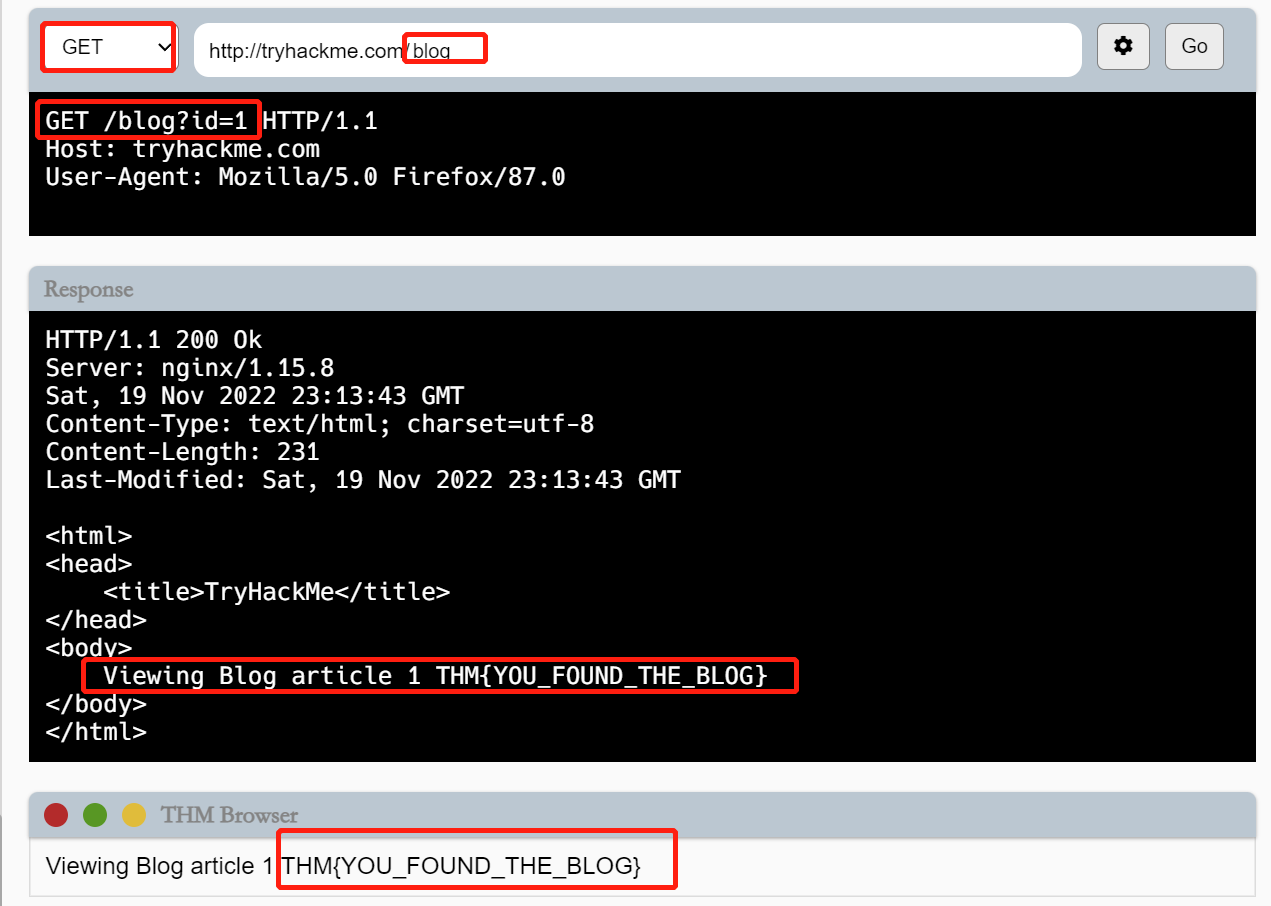 GET
http://tryhackme.com/blog
Go
GET /blog?id=1 HTTP/1.1
Host: tryhackme.com
User-Agent: Mozilla/5.0 Firefox/87.0
Response
HTTP/1.1 200 Ok
Server: nginx/1.15.8
Sat, 19 Nov 2022 23:13:43 GMT
Content-Type: text/html; charset=utf-8
Content-Length: 231
Last-Modified: Sat, 19 Nov 2022 23:13:43 GMT
<html>
<head>
<title>TryHackMe</title>
</head>
<body>
Viewing Blog article 1 THM{YOU_FOUND_THE_BLOG}
</body>
</html>
THM Browser
Viewing Blog article 1 THM{YOU_FOUND_THE_BLOG}